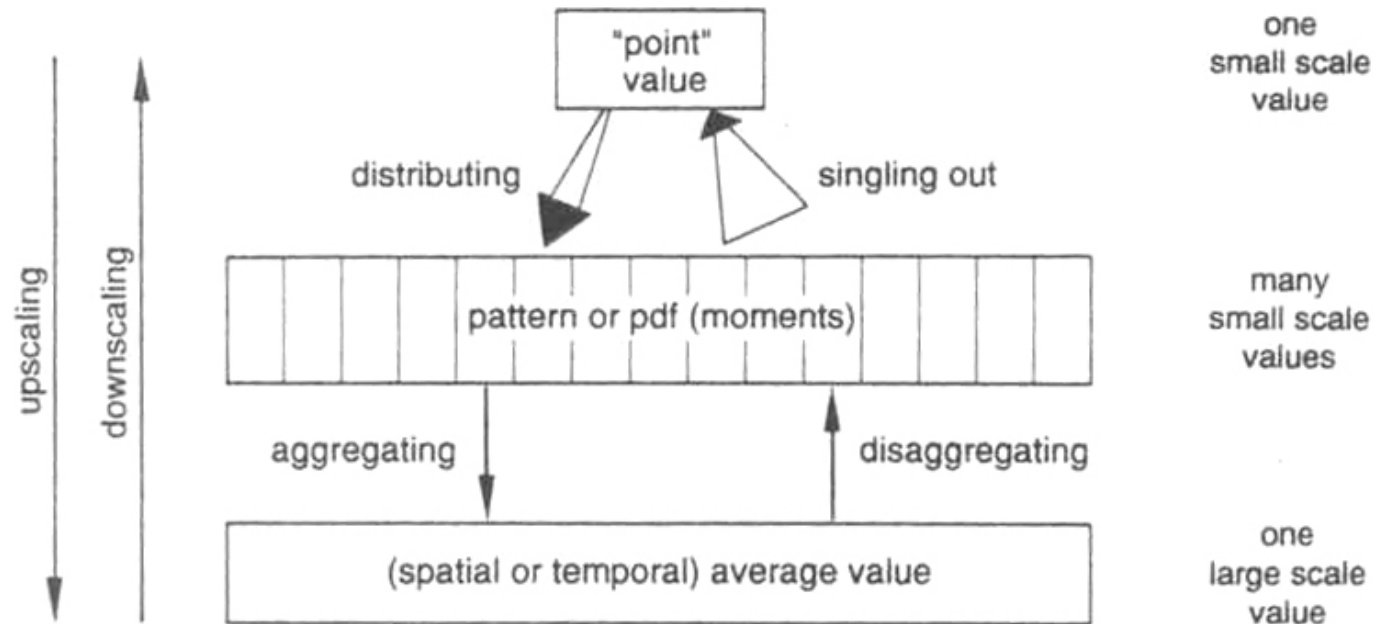 "point"
value
one
small scale
value
distributing
singling out
upscaling
downscaling
pattern or pdf (moments)
many
small scale
values
aggregating
disaggregating
(spatial or temporal) average value
one
large scale
value